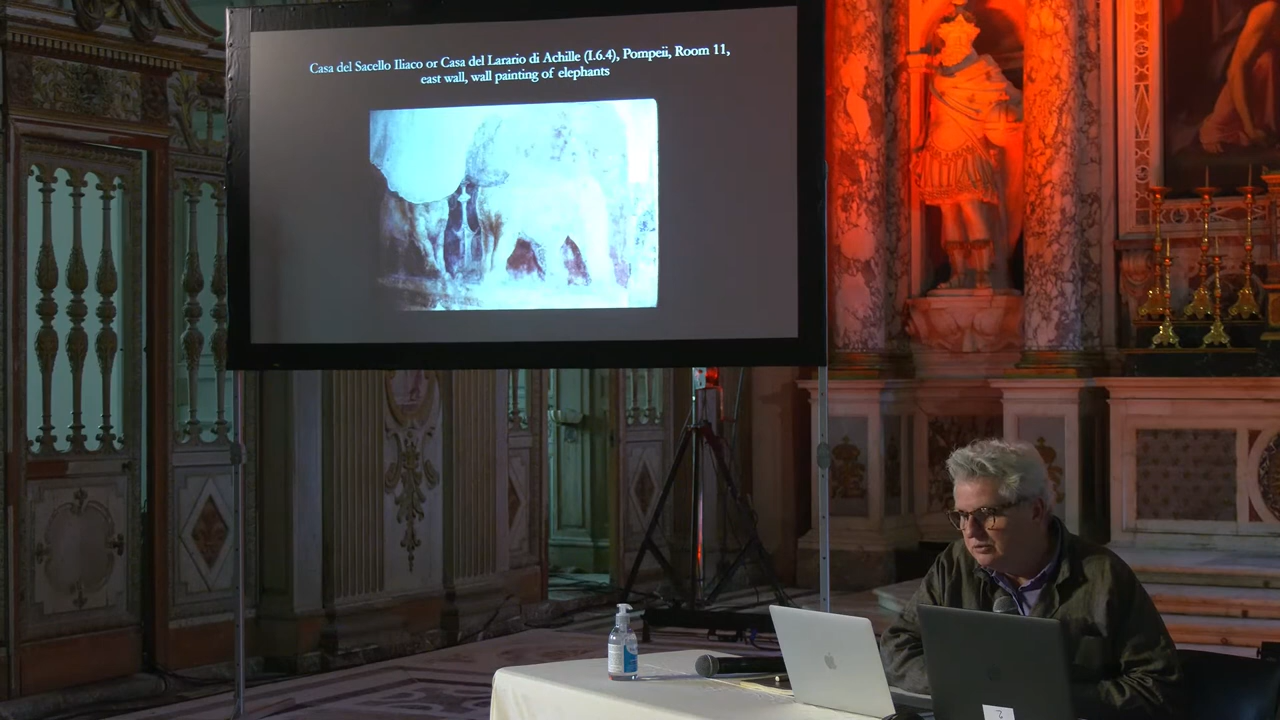 Casa del Sacello Iliaco or Casa del Larario di Achille (I.6.4), Pompeii, Room 11,
east wall, wall painting of elephants